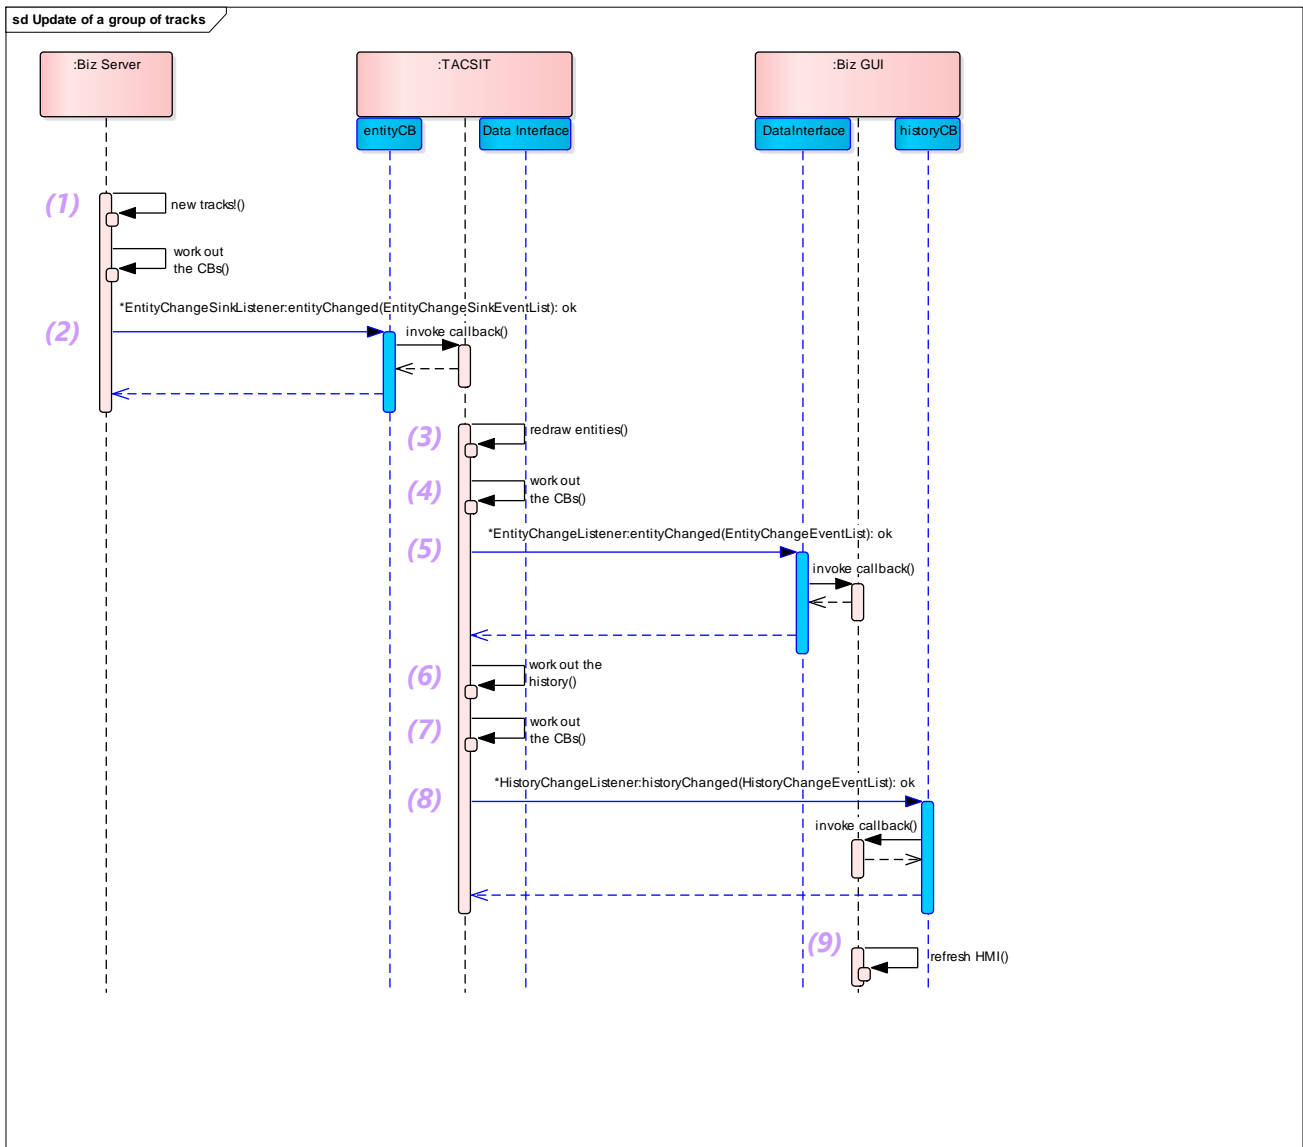 sd Update of a group of tracks
:Biz Server
:TACSIT
:Biz GUI
entityCB
Data Interface
DataInterface
historyCB
(1)
new tracks!()
work out
the CBs()
*EntityChangeSinkListener:entityChanged(EntityChangeSinkEventList): ok
(2)
invoke callback()
(3)
redraw entities()
(4)
work out
the CBs()
*EntityChangeListener:entityChanged(EntityChangeEventList): ok
(5)
invoke callback()
(6)
work out the
history()
(7)
work out
the CBs()
*HistoryChangeListener:historyChanged(HistoryChangeEventList): ok
(8)
invoke callback()
(9)
refresh HMI()